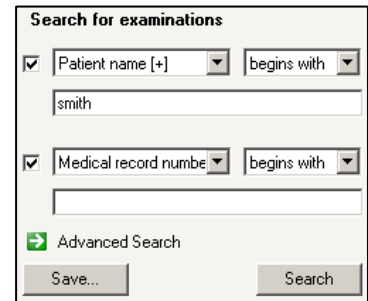 Search for examinations
Patient name [+] begins with
smith
Medical record numbe begins with
Advanced Search
Save... Search